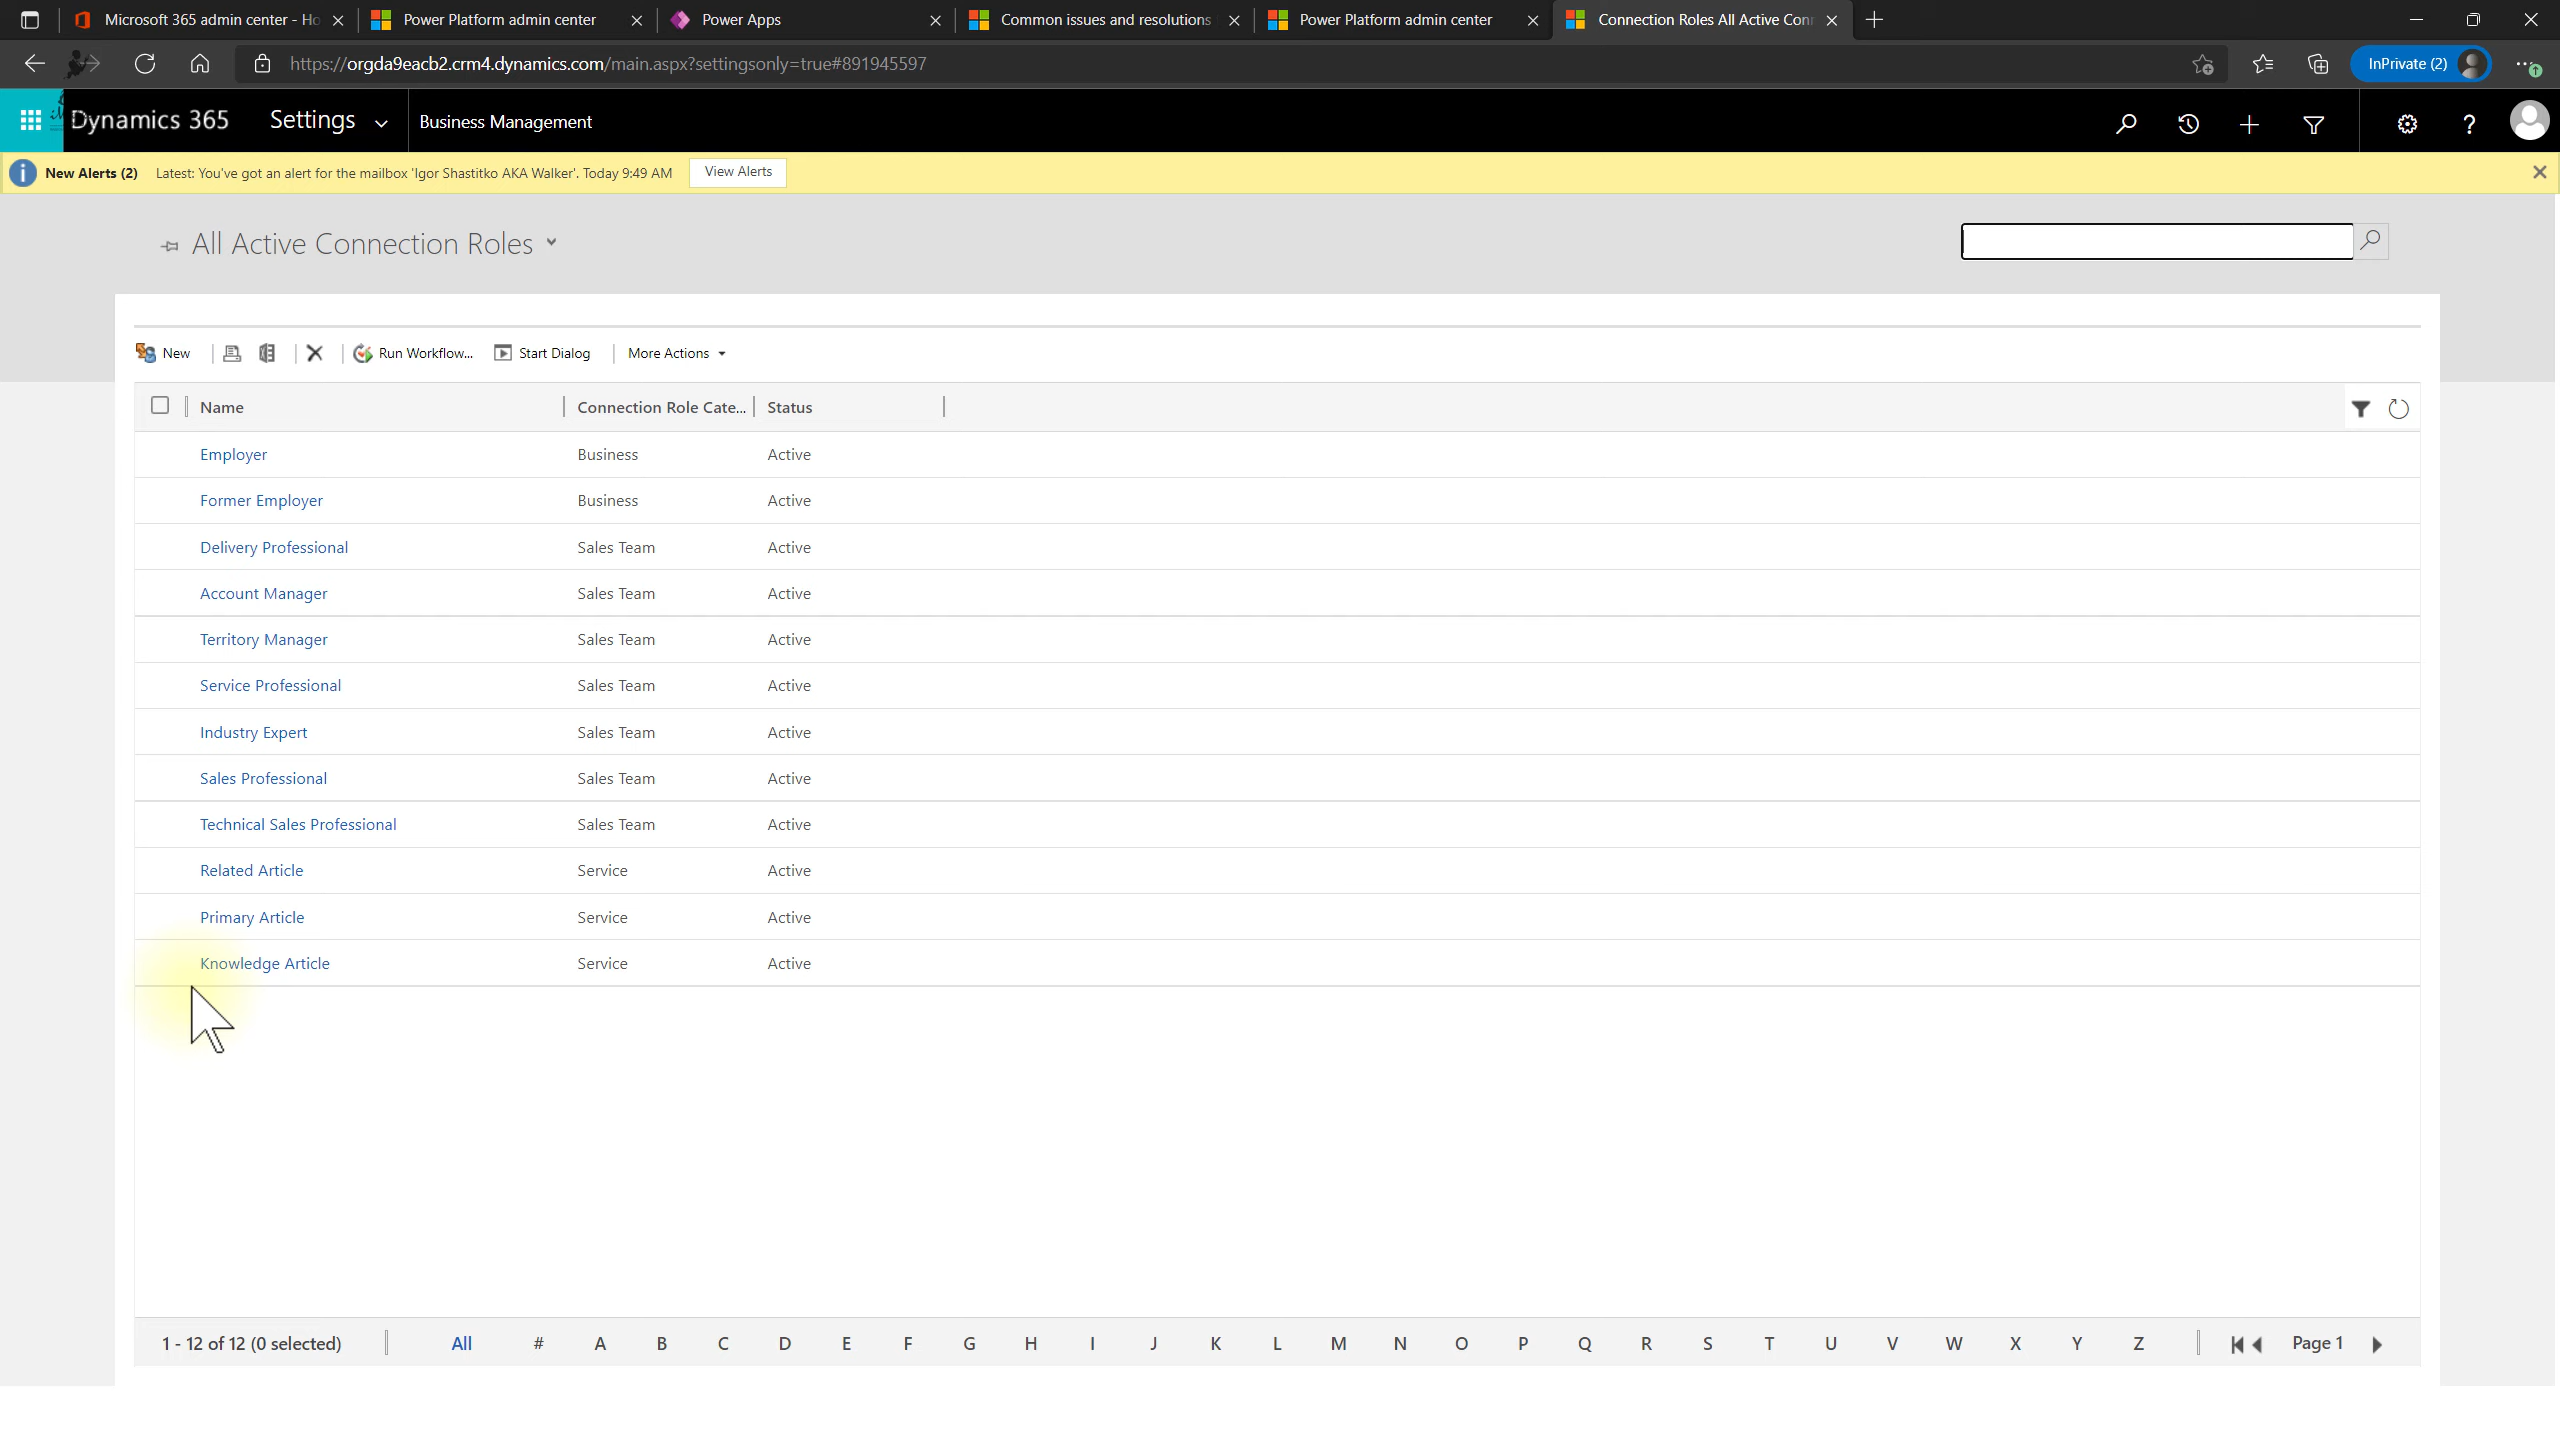 Microsoft 365 admin center - Ho
Power Platform admin center
Power Apps
Common issues and resolutions
Power Platform admin center
Connection Roles All Active Con
https://orgda9eacb2.crm4.dynamics.com/main.aspx?settingsonly=true#891945597
InPrivate (2)
Dynamics 365
Settings
Business Management
New Alerts (2) Latest: You've got an alert for the mailbox 'Igor Shastitko AKA Walker'. Today 9:49 AM View Alerts
All Active Connection Roles
New
Run Workflow...
Start Dialog
More Actions
Name Connection Role Cate... Status
Employer Business Active
Former Employer Business Active
Delivery Professional Sales Team Active
Account Manager Sales Team Active
Territory Manager Sales Team Active
Service Professional Sales Team Active
Industry Expert Sales Team Active
Sales Professional Sales Team Active
Technical Sales Professional Sales Team Active
Related Article Service Active
Primary Article Service Active
Knowledge Article Service Active
1 - 12 of 12 (0 selected) All # A B C D E F G H I J K L M N O P Q R S T U V W X Y Z Page 1